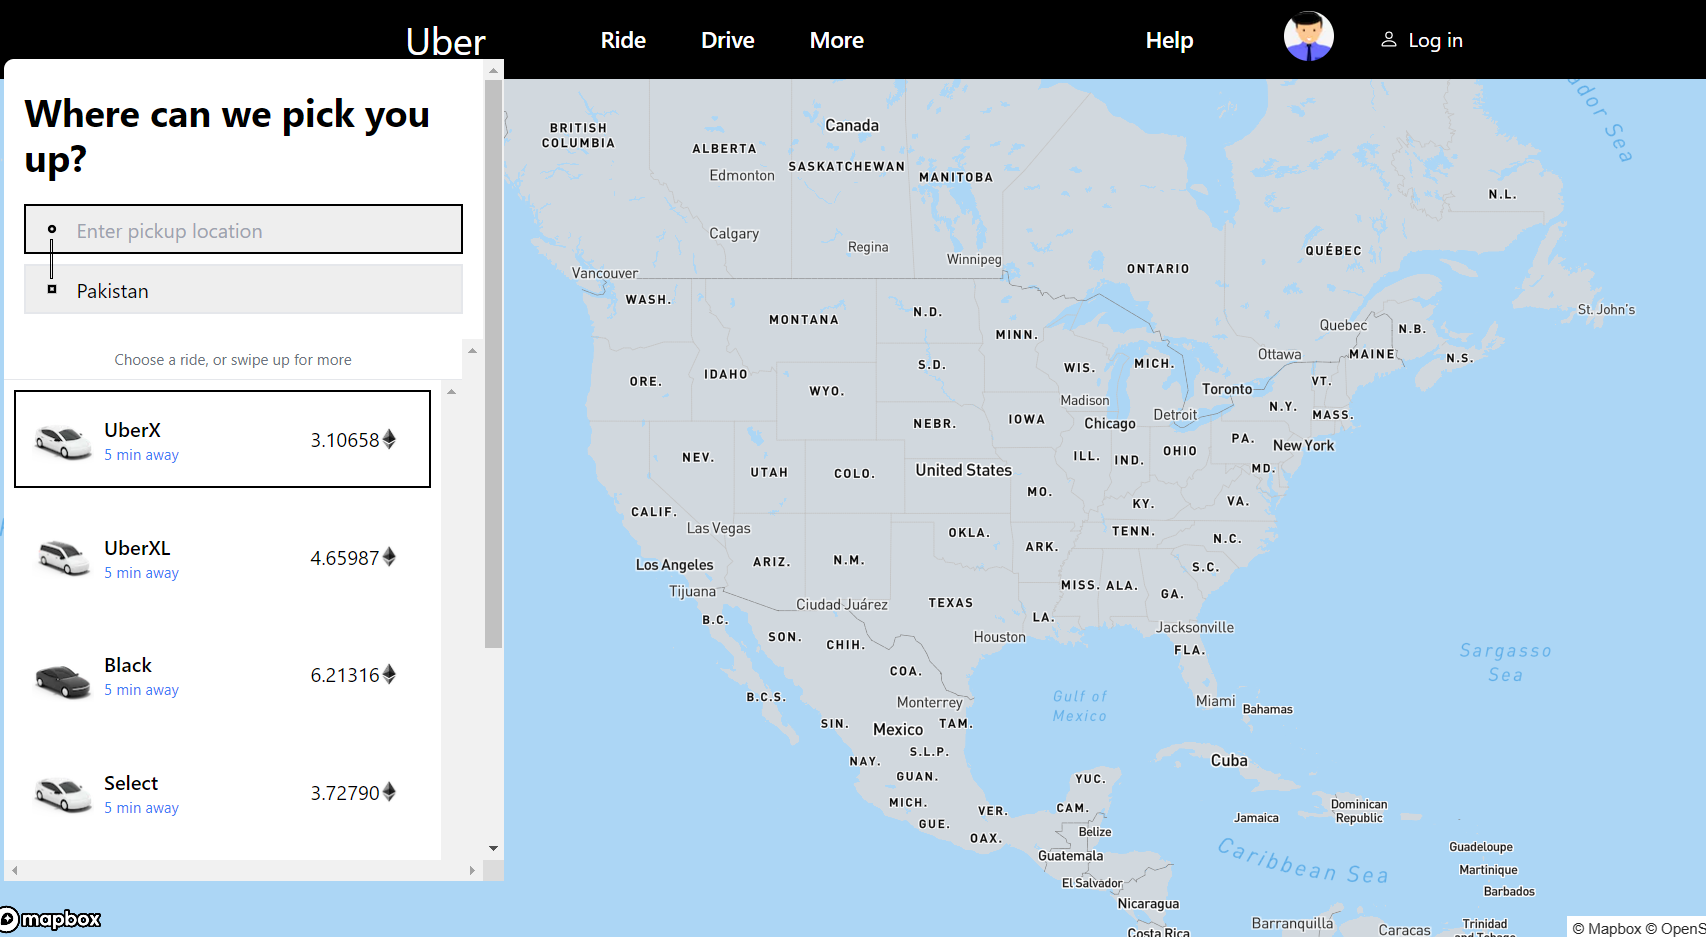 Uber
Ride
Drive
More
Help
Log in
Where can we pick you
up?
Enter pickup location
Pakistan
Choose a ride, or swipe up for more
UberX
5 min away
3.10658
UberXL
5 min away
4.65987
Black
5 min away
6.21316
Select
5 min away
3.72790
mapbox
Canada
BRITISH
COLUMBIA
ALBERTA
Edmonton
SASKATCHEWAN
MANITOBA
N.L.
Calgary
Regina
Winnipeg
QUÉBEC
ONTARIO
Vancouver
WASH.
MONTANA
N.D.
MINN.
St. John's
Quebec
N.B.
Ottawa
MAINE
N.S.
ORE.
IDAHO
WYO.
S.D.
WIS.
MICH.
Toronto
VT.
Madison
Detroit
N.Y.
MASS.
NEBR.
IOWA
Chicago
PA.
New York
NEV.
UTAH
COLO.
United States
ILL.
IND.
OHIO
MD.
MO.
KY.
VA.
CALIF.
Las Vegas
OKLA.
TENN.
N.C.
Los Angeles
ARIZ.
N.M.
ARK.
S.C.
Tijuana
Ciudad Juárez
TEXAS
MISS.
ALA.
GA.
B.C.
SON.
CHIH.
Houston
LA.
Jacksonville
FLA.
Sargasso
Sea
COA.
B.C.S.
Monterrey
Gulf of
Mexico
Miami
Bahamas
SIN.
Mexico
TAM.
NAY.
S.L.P.
GUAN.
Cuba
YUC.
MICH.
GUE.
VER.
OAX.
CAM.
Belize
Jamaica
Dominican
Republic
Guatemala
El Salvador
Caribbean Sea
Guadeloupe
Martinique
Barbados
Nicaragua
Costa Rica
Barranquilla
Caracas
Trinidad
© Mapbox © OpenS